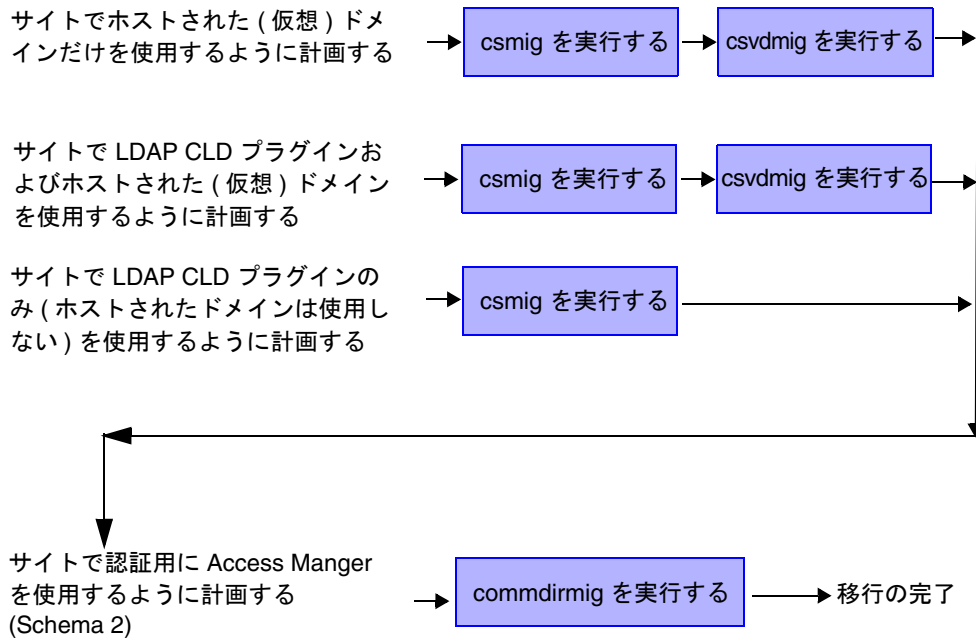 サイトでホストされた ( 仮想 ) ドメ
インだけを使用するように計画する
csmig を実行する
csvdmig を実行する
サイトで LDAP CLD プラグインお
よびホストされた ( 仮想 ) ドメイン
を使用するように計画する
csmig を実行する
csvdmig を実行する
サイトで LDAP CLD プラグインの
み ( ホストされたドメインは使用し
ない ) を使用するように計画する
csmig を実行する
サイトで認証用に Access Manger
を使用するように計画する
(Schema 2)
commdirmig を実行する
移行の完了